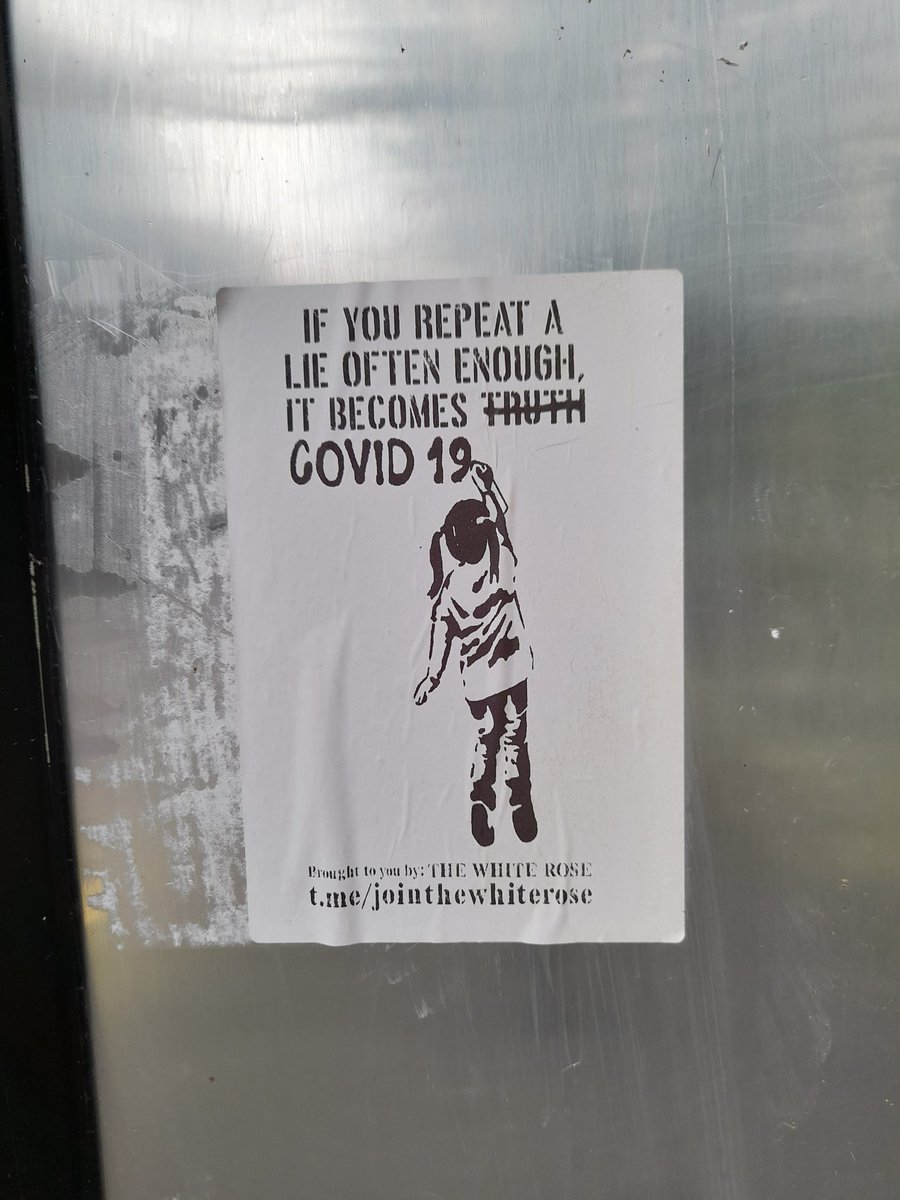 IF YOU REPEAT A
LIE OFTEN ENOUGH,
IT BECOMES TRUTH
COVID 19
Brought to you by: THE WHITE ROSE
t.me/jointhewhiterose